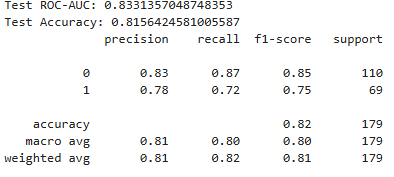 Test ROC-AUC: 0.8331357048748353
Test Accuracy: 0.8156424581005587
precision recall f1-score support
0 0.83 0.87 0.85 110
1 0.78 0.72 0.75 69
accuracy 0.82 179
macro avg 0.81 0.80 0.80 179
weighted avg 0.81 0.82 0.81 179